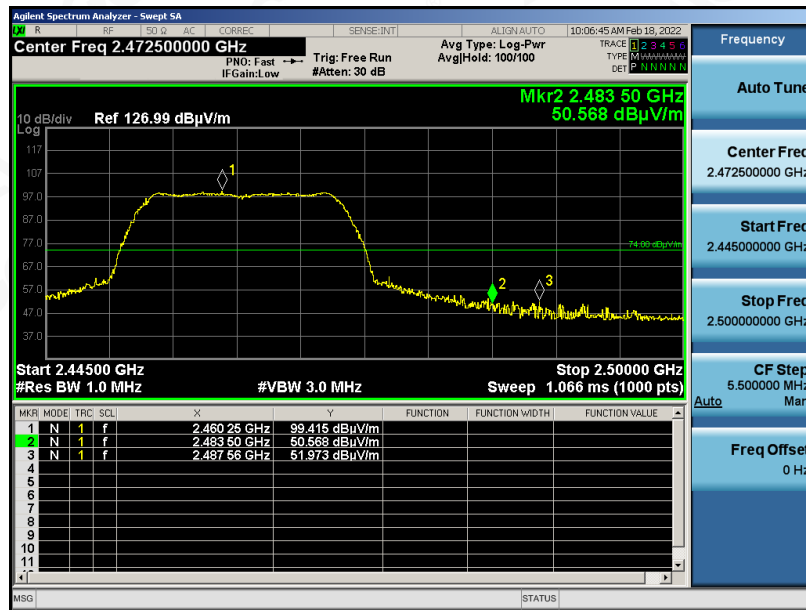 Agilent Spectrum Analyzer - Swept SA
LXI R RF 50 Ω AC CORREC SENSE:INT ALIGN AUTO 10:06:45 AM Feb 18, 2022
Center Freq 2.472500000 GHz
PNO: Fast
IFGain:Low
Trig: Free Run
#Atten: 30 dB
Avg Type: Log-Pwr
Avg|Hold: 100/100
TRACE 1 2 3 4 5 6
TYPE M
DET P N N N N N
Mkr2 2.483 50 GHz
50.568 dBµV/m
10 dB/div Ref 126.99 dBµV/m
Log
117
107
97.0
87.0
77.0
67.0
57.0
47.0
37.0
1
2
3
74.00 dBµV/m
Start 2.44500 GHz Stop 2.50000 GHz
#Res BW 1.0 MHz #VBW 3.0 MHz Sweep 1.066 ms (1000 pts)
MKR MODE TRC SCL X Y FUNCTION FUNCTION WIDTH FUNCTION VALUE
1 N 1 f 2.460 25 GHz 99.415 dBµV/m
2 N 1 f 2.483 50 GHz 50.568 dBµV/m
3 N 1 f 2.487 56 GHz 51.973 dBµV/m
4
5
6
7
8
9
10
11
MSG STATUS
Frequency
Auto Tune
Center Freq
2.472500000 GHz
Start Freq
2.445000000 GHz
Stop Freq
2.500000000 GHz
CF Step
5.500000 MHz
Auto Man
Freq Offset
0 Hz